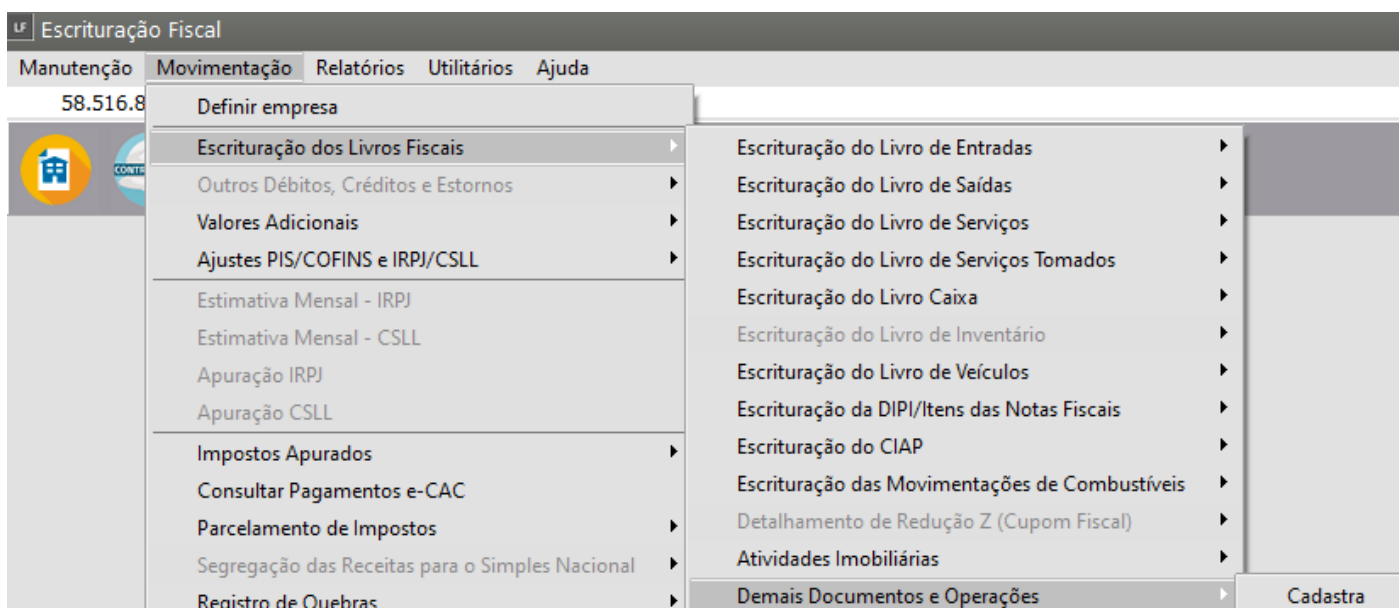 LF Escrituração Fiscal
Manutenção Movimentação Relatórios Utilitários Ajuda
58.516.8
Definir empresa
Escrituração dos Livros Fiscais
Outros Débitos, Créditos e Estornos
Valores Adicionais
Ajustes PIS/COFINS e IRPJ/CSLL
Estimativa Mensal - IRPJ
Estimativa Mensal - CSLL
Apuração IRPJ
Apuração CSLL
Impostos Apurados
Consultar Pagamentos e-CAC
Parcelamento de Impostos
Segregação das Receitas para o Simples Nacional
Registro de Quebras
Escrituração do Livro de Entradas
Escrituração do Livro de Saídas
Escrituração do Livro de Serviços
Escrituração do Livro de Serviços Tomados
Escrituração do Livro Caixa
Escrituração do Livro de Inventário
Escrituração do Livro de Veículos
Escrituração da DIPI/Itens das Notas Fiscais
Escrituração do CIAP
Escrituração das Movimentações de Combustíveis
Detalhamento de Redução Z (Cupom Fiscal)
Atividades Imobiliárias
Demais Documentos e Operações
Cadastra